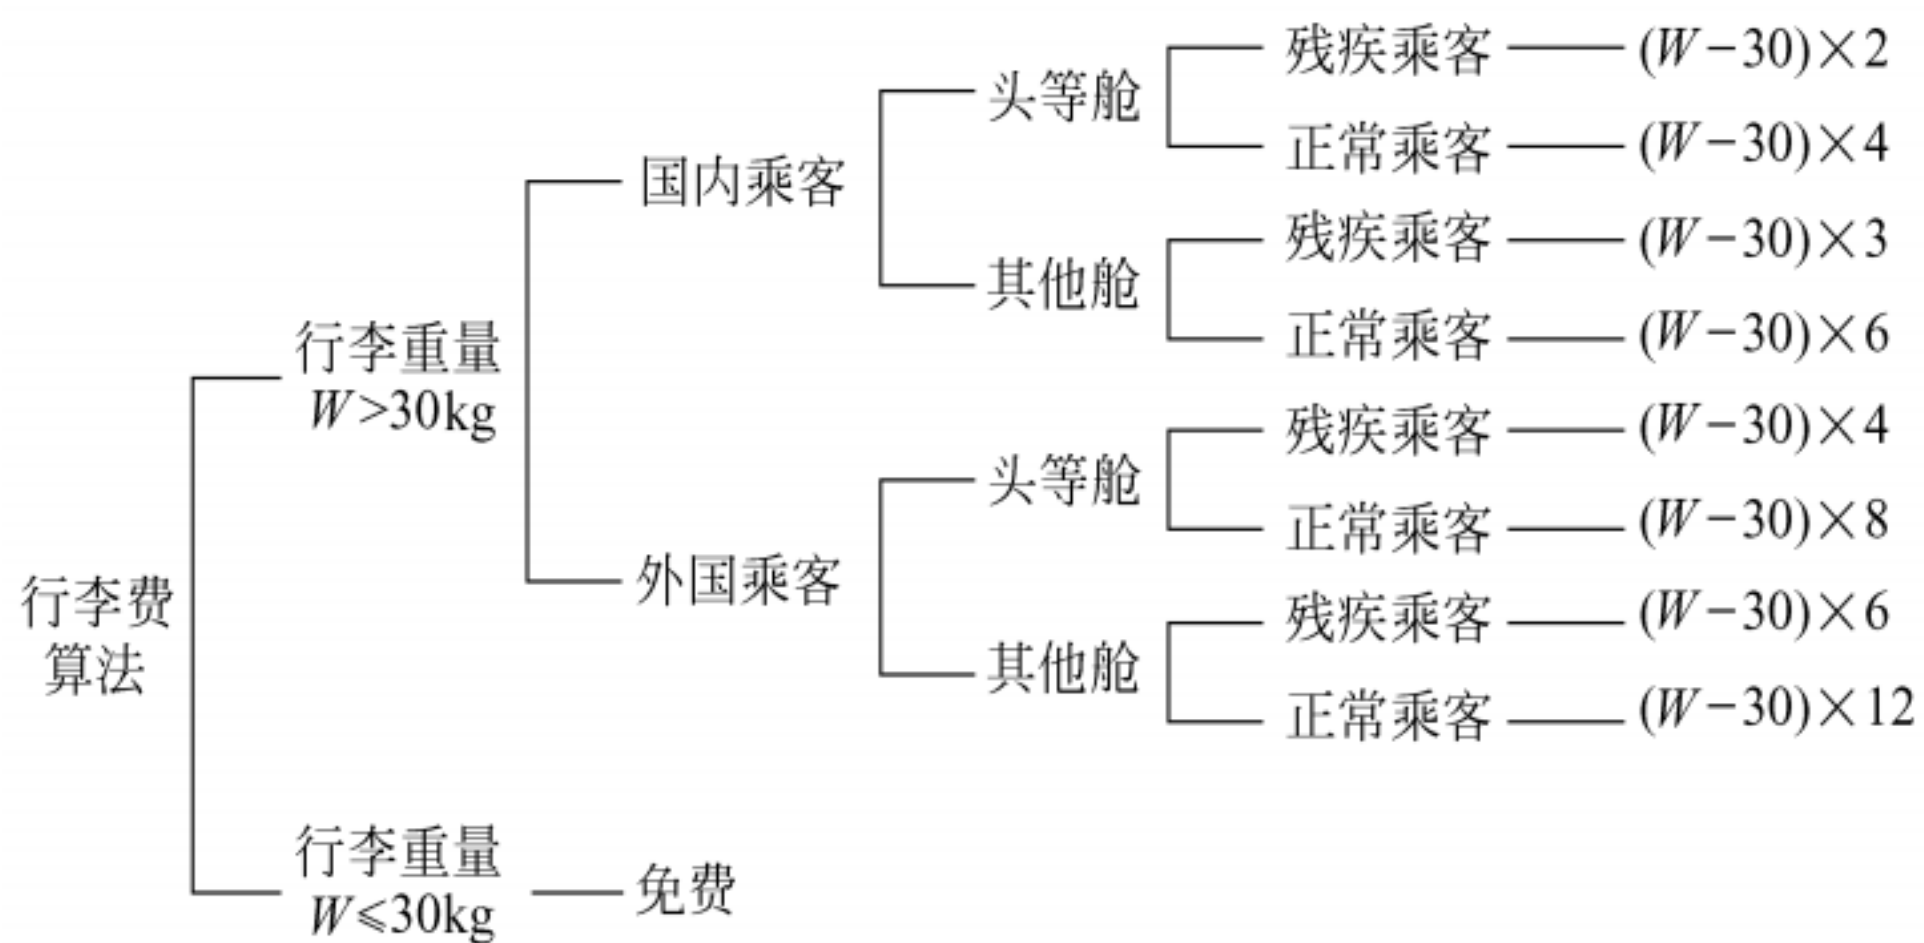 残疾乘客 (W-30)×2
头等舱
正常乘客 (W-30)×4
国内乘客
残疾乘客 (W-30)×3
其他舱
正常乘客 (W-30)×6
行李重量
W>30kg
残疾乘客 (W-30)×4
头等舱
正常乘客 (W-30)×8
外国乘客
残疾乘客 (W-30)×6
其他舱
正常乘客 (W-30)×12
行李费
算法
行李重量
W≤30kg
免费